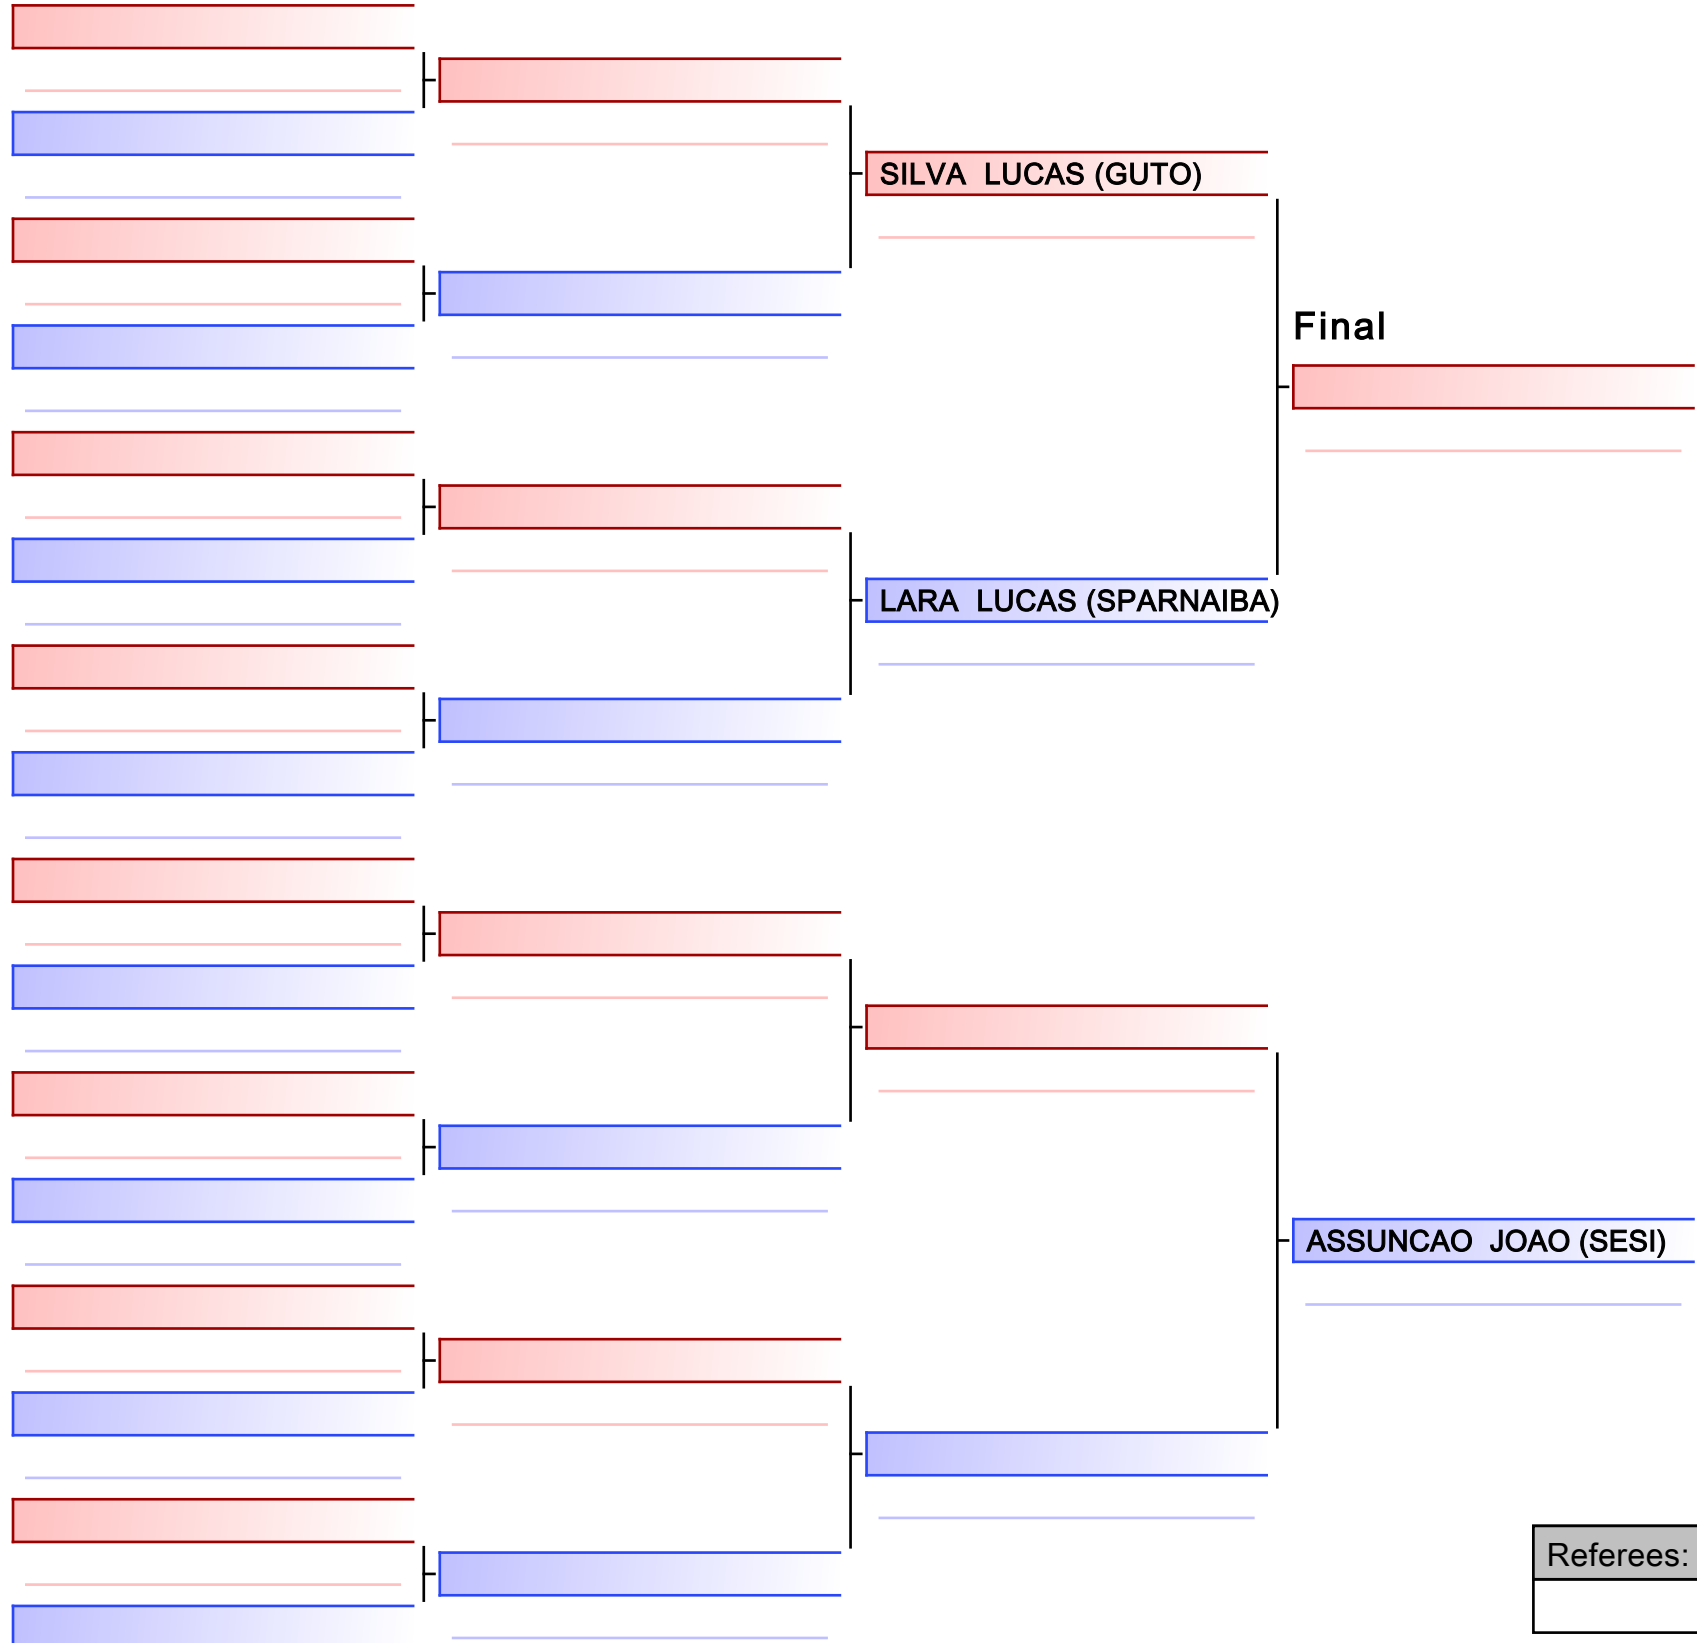 SILVA  LUCAS (GUTO)
Final
LARA  LUCAS (SPARNAIBA)
ASSUNCAO  JOAO (SESI)
Referees: